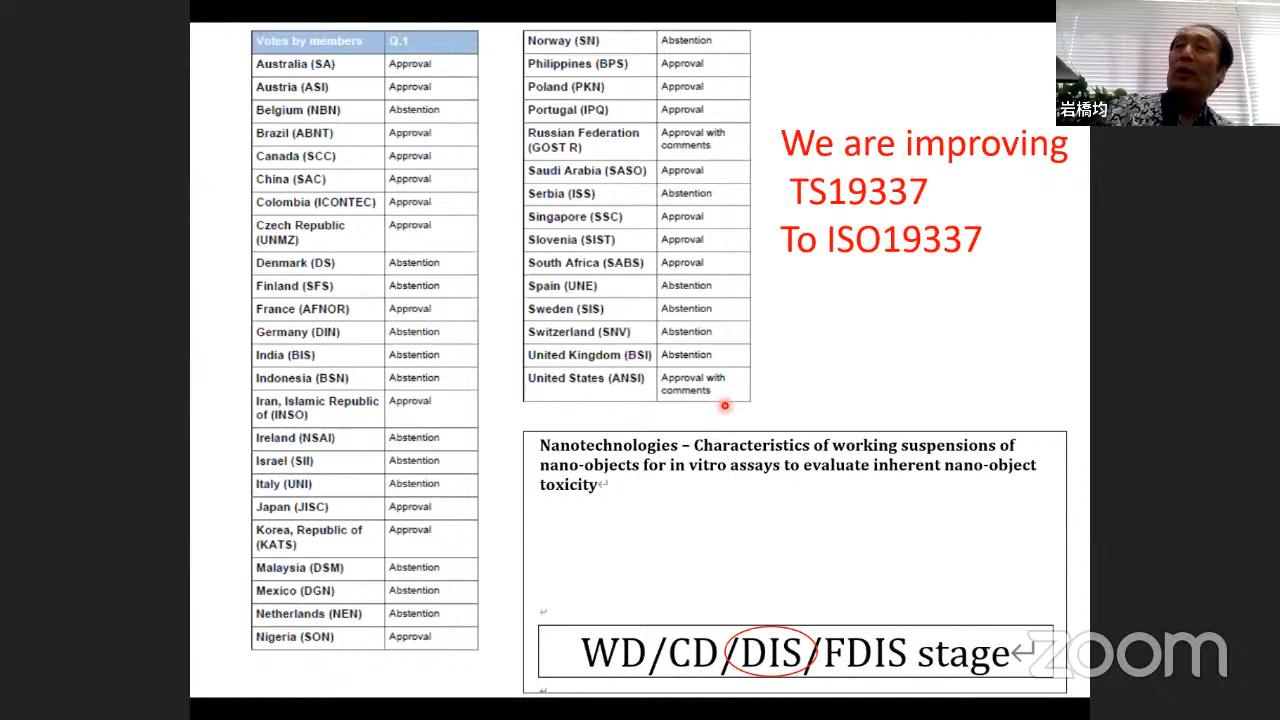 Votes by members Q.1
Australia (SA) Approval
Austria (ASI) Approval
Belgium (NBN) Abstention
Brazil (ABNT) Approval
Canada (SCC) Approval
China (SAC) Approval
Colombia (ICONTEC) Approval
Czech Republic Approval
(UNMZ)
Denmark (DS) Abstention
Finland (SFS) Abstention
France (AFNOR) Approval
Germany (DIN) Abstention
India (BIS) Abstention
Indonesia (BSN) Abstention
Iran, Islamic Republic Approval
of (INSO)
Ireland (NSAI) Abstention
Israel (SII) Abstention
Italy (UNI) Abstention
Japan (JISC) Approval
Korea, Republic of Approval
(KATS)
Malaysia (DSM) Abstention
Mexico (DGN) Abstention
Netherlands (NEN) Abstention
Nigeria (SON) Approval
Norway (SN) Abstention
Philippines (BPS) Approval
Poland (PKN) Approval
Portugal (IPQ) Approval
Russian Federation Approval with
(GOST R) comments
Saudi Arabia (SASO) Approval
Serbia (ISS) Abstention
Singapore (SSC) Approval
Slovenia (SIST) Approval
South Africa (SABS) Approval
Spain (UNE) Abstention
Sweden (SIS) Abstention
Switzerland (SNV) Abstention
United Kingdom (BSI) Abstention
United States (ANSI) Approval with
comments
We are improving
TS19337
To ISO19337
Nanotechnologies – Characteristics of working suspensions of
nano-objects for in vitro assays to evaluate inherent nano-object
toxicity↵
↵
WD/CD/DIS/FDIS stage↵
↵
岩橋均
zoom